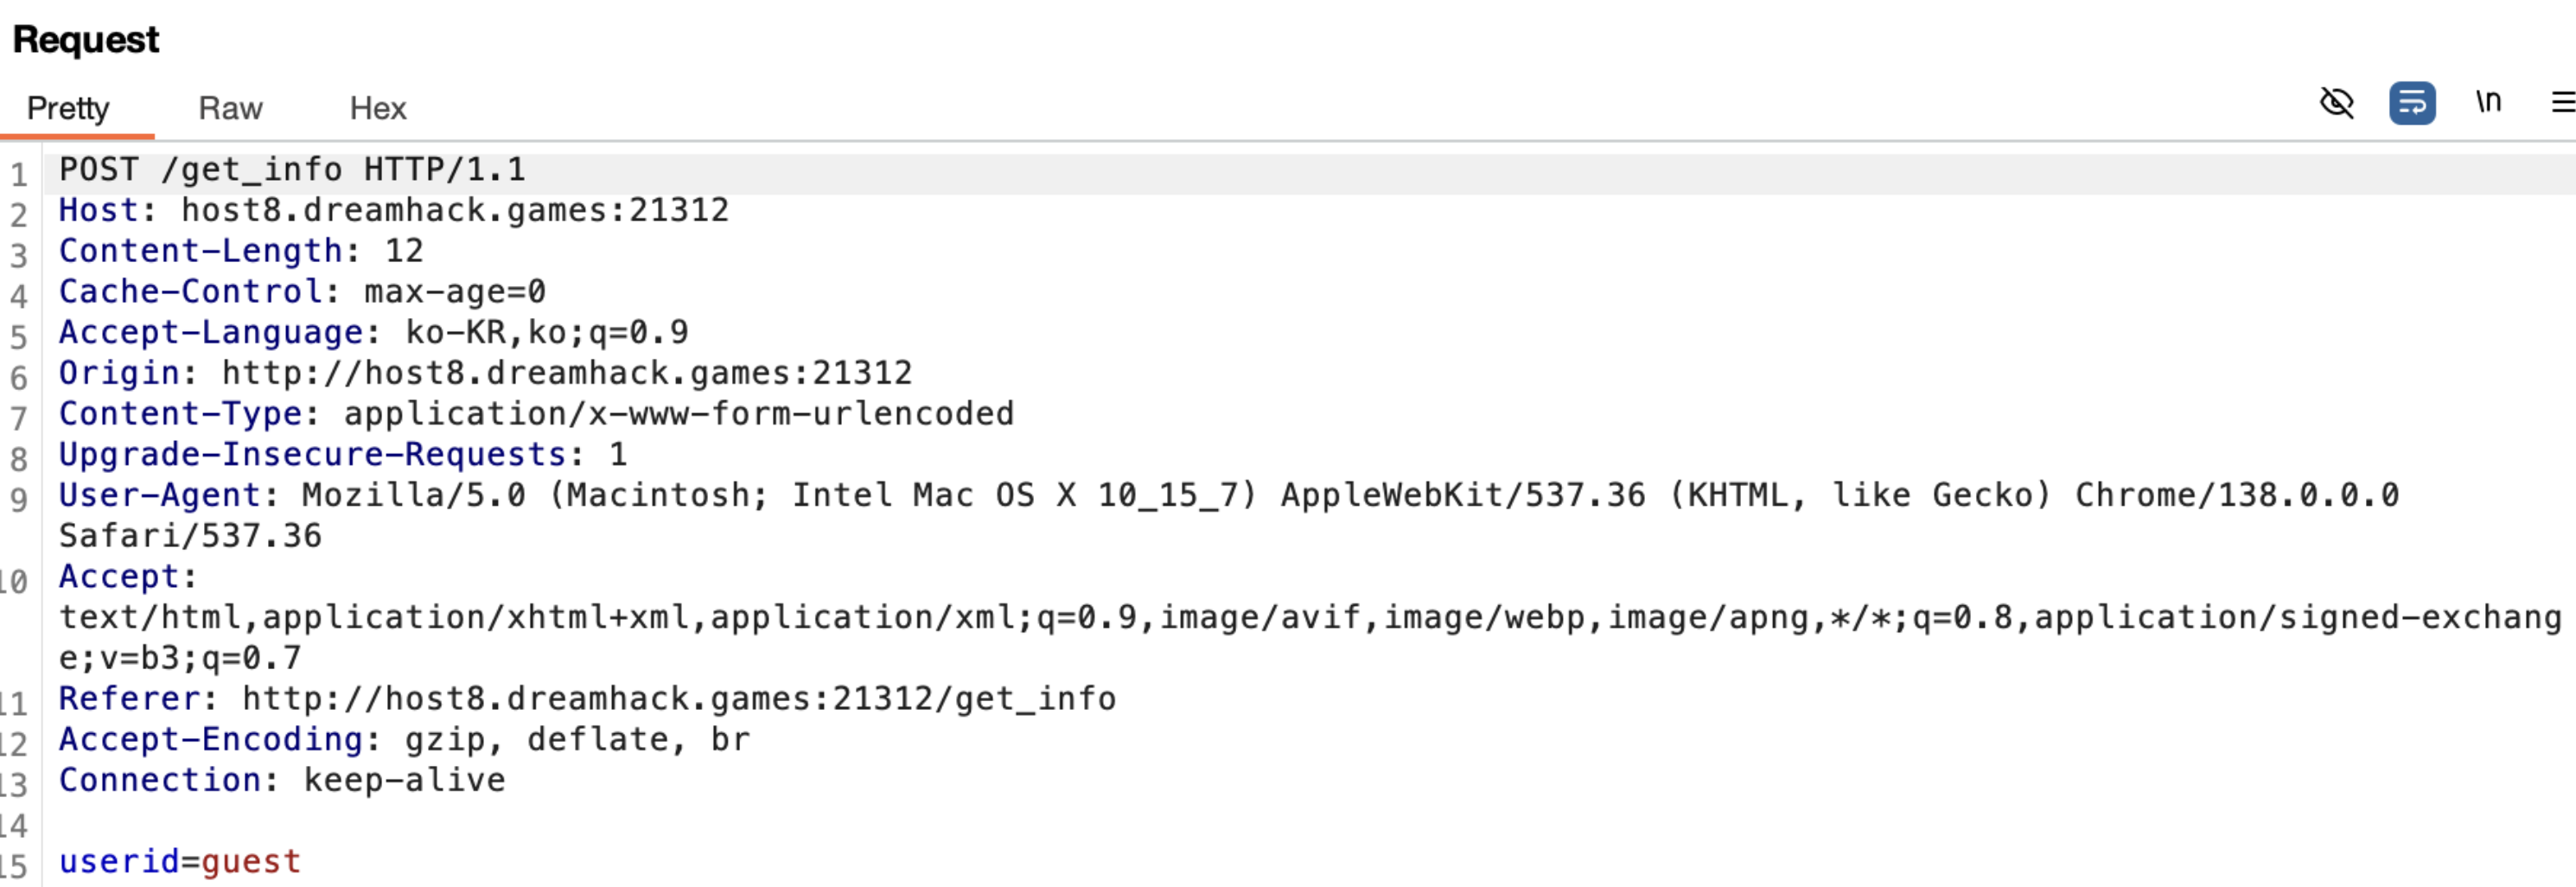 Request
Pretty Raw Hex \n
1 POST /get_info HTTP/1.1
2 Host: host8.dreamhack.games:21312
3 Content-Length: 12
4 Cache-Control: max-age=0
5 Accept-Language: ko-KR,ko;q=0.9
6 Origin: http://host8.dreamhack.games:21312
7 Content-Type: application/x-www-form-urlencoded
8 Upgrade-Insecure-Requests: 1
9 User-Agent: Mozilla/5.0 (Macintosh; Intel Mac OS X 10_15_7) AppleWebKit/537.36 (KHTML, like Gecko) Chrome/138.0.0.0
Safari/537.36
10 Accept:
text/html,application/xhtml+xml,application/xml;q=0.9,image/avif,image/webp,image/apng,*/*;q=0.8,application/signed-exchang
e;v=b3;q=0.7
11 Referer: http://host8.dreamhack.games:21312/get_info
12 Accept-Encoding: gzip, deflate, br
13 Connection: keep-alive
14
15 userid=guest